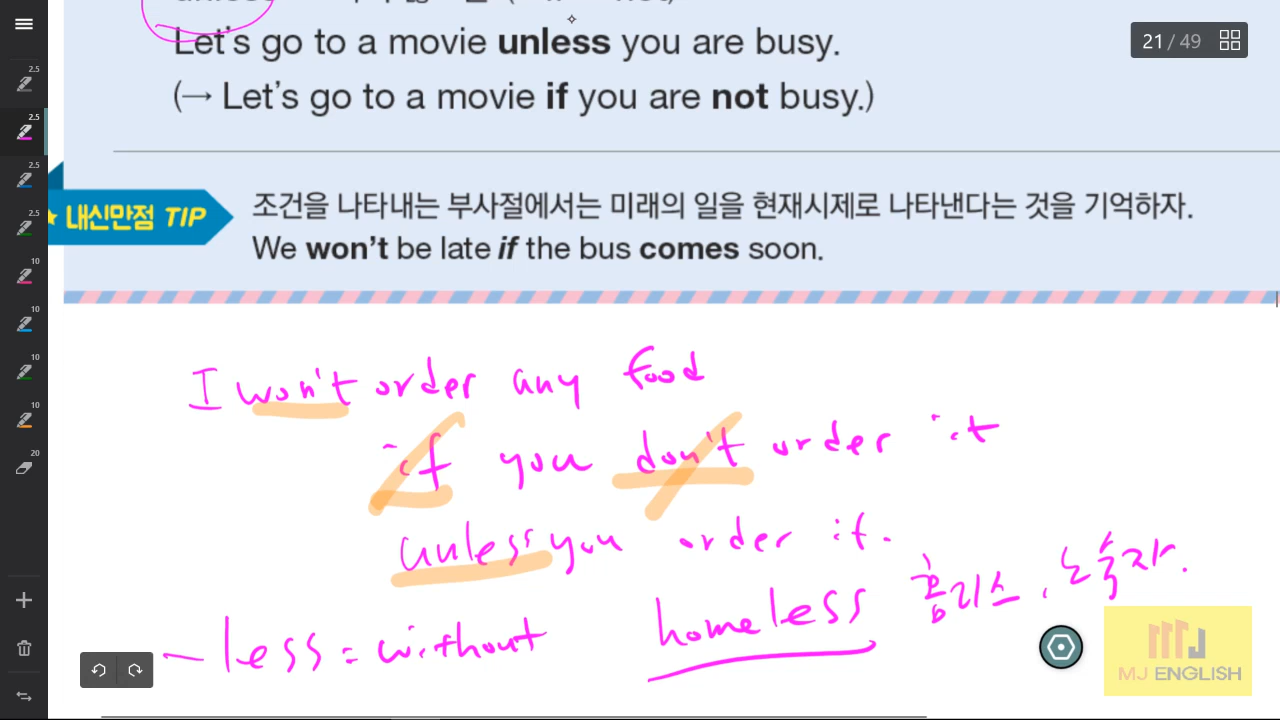 Let's go to a movie unless you are busy.
(→ Let's go to a movie if you are not busy.)
내신만점 TIP
조건을 나타내는 부사절에서는 미래의 일을 현재시제로 나타낸다는 것을 기억하자.
We won't be late if the bus comes soon.
I won't order any food
if you don't order it
unless you order it.
-less = without homeless 홈리스, 노숙자.
21 / 49
2.5
2.5
2.5
2.5
10
10
10
10
20
MJ ENGLISH